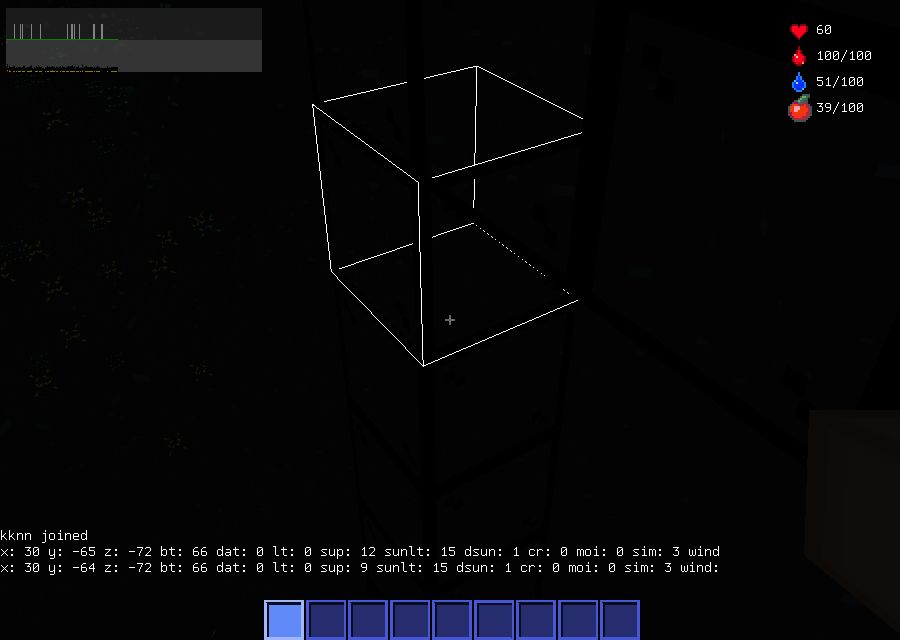 60
100/100
51/100
39/100
kknn joined
x: 30 y: -65 z: -72 bt: 66 dat: 0 lt: 0 sup: 12 sunlt: 15 dsun: 1 cr: 0 moi: 0 sim: 3 wind
x: 30 y: -64 z: -72 bt: 66 dat: 0 lt: 0 sup: 9 sunlt: 15 dsun: 1 cr: 0 moi: 0 sim: 3 wind: